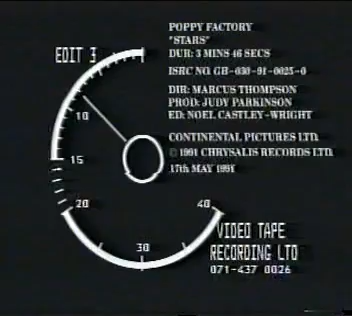 EDIT 3
POPPY FACTORY
"STARS"
DUR: 3 MINS 46 SECS
ISRC NO. GB-030-91-0025-0
DIR: MARCUS THOMPSON
PROD: JUDY PARKINSON
ED: NOEL CASTLEY-WRIGHT
CONTINENTAL PICTURES LTD.
© 1991 CHRYSALIS RECORDS LTD.
17th MAY 1991
10
15
20
30
40
VIDEO TAPE
RECORDING LTD
071-437 0026